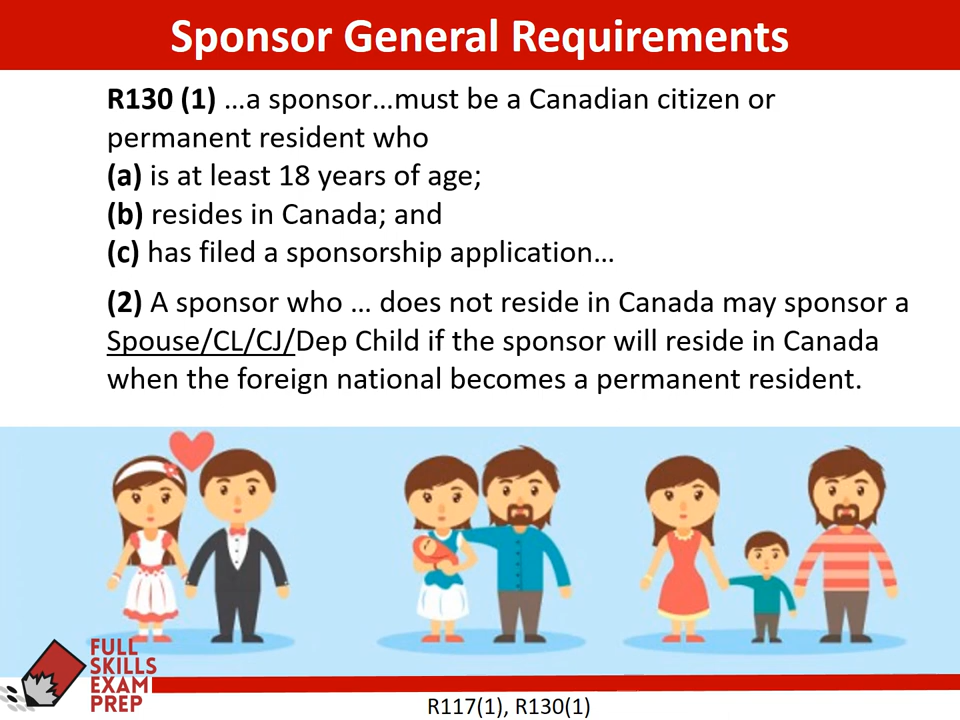 Sponsor General Requirements
R130 (1) …a sponsor…must be a Canadian citizen or
permanent resident who
(a) is at least 18 years of age;
(b) resides in Canada; and
(c) has filed a sponsorship application…
(2) A sponsor who … does not reside in Canada may sponsor a
Spouse/CL/CJ/Dep Child if the sponsor will reside in Canada
when the foreign national becomes a permanent resident.
FULL
SKILLS
EXAM
PREP
R117(1), R130(1)